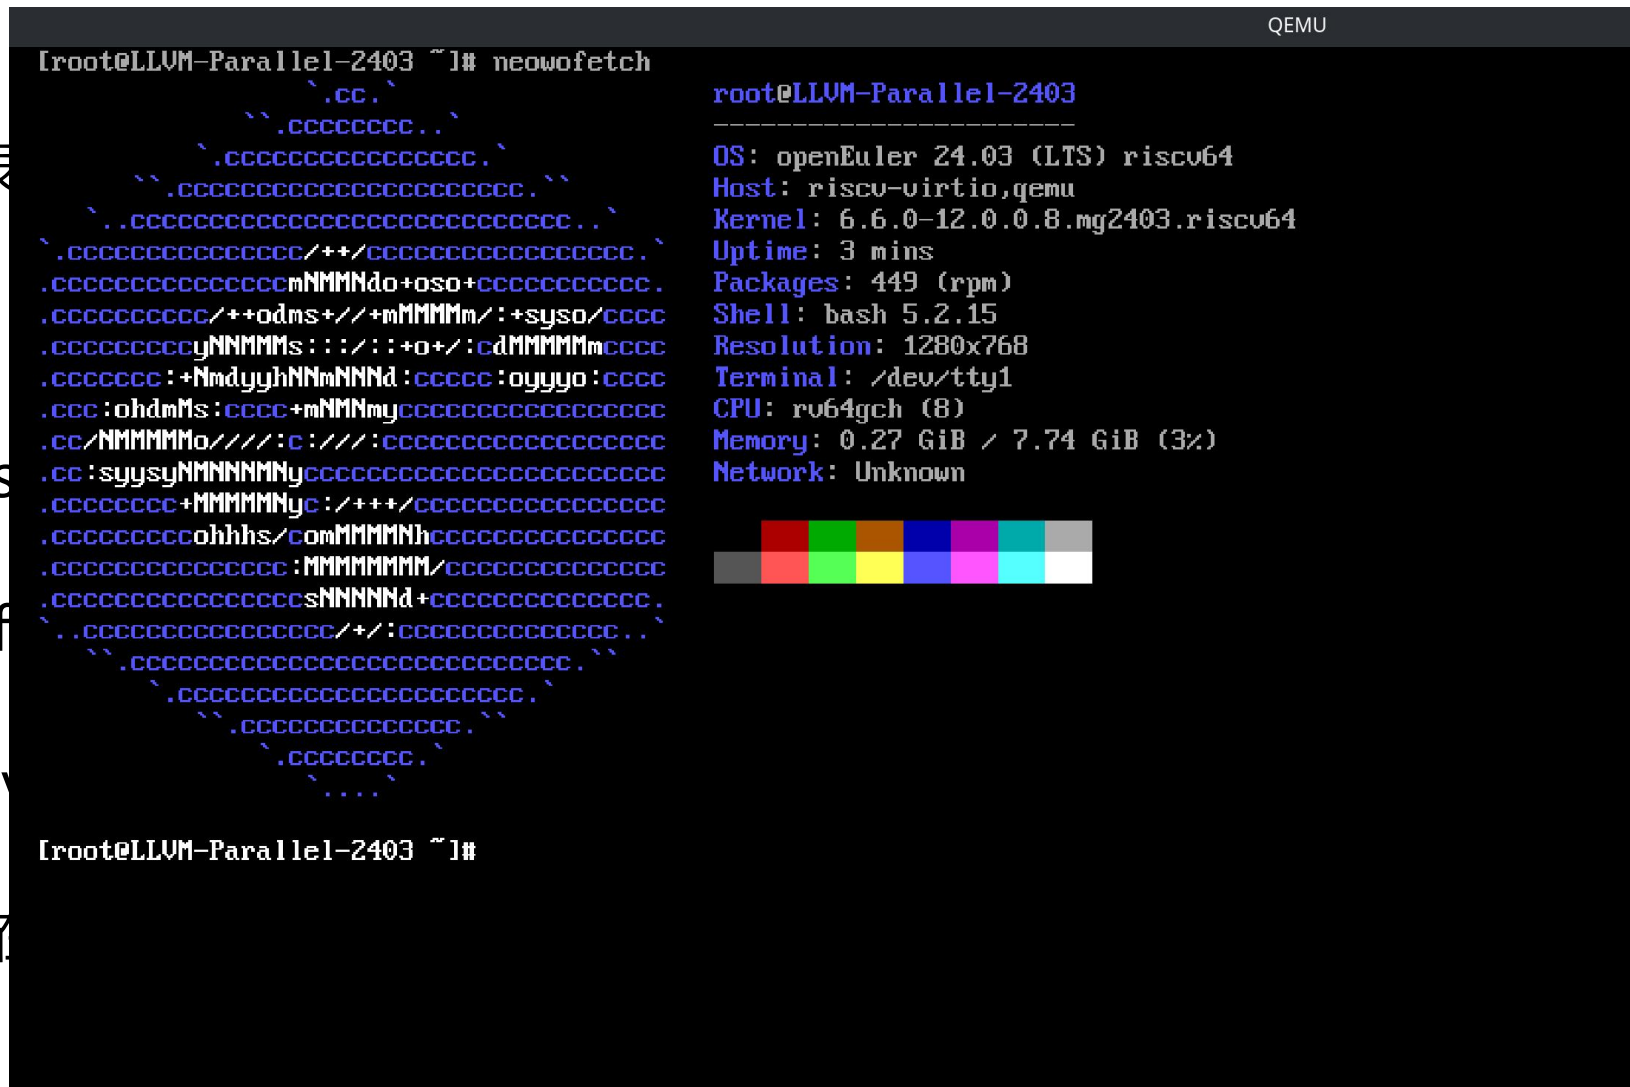 QEMU
[root@LLVM-Parallel-2403 ~]# neowofetch
root@LLVM-Parallel-2403
-----------------------
OS: openEuler 24.03 (LTS) riscv64
Host: riscv-virtio,qemu
Kernel: 6.6.0-12.0.0.8.mg2403.riscv64
Uptime: 3 mins
Packages: 449 (rpm)
Shell: bash 5.2.15
Resolution: 1280x768
Terminal: /dev/tty1
CPU: rv64gch (8)
Memory: 0.27 GiB / 7.74 GiB (3%)
Network: Unknown
[root@LLVM-Parallel-2403 ~]#